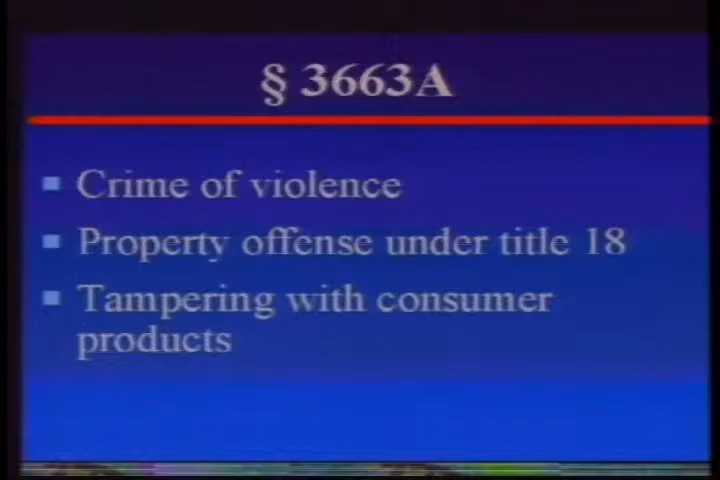 § 3663A
Crime of violence
Property offense under title 18
Tampering with consumer
products